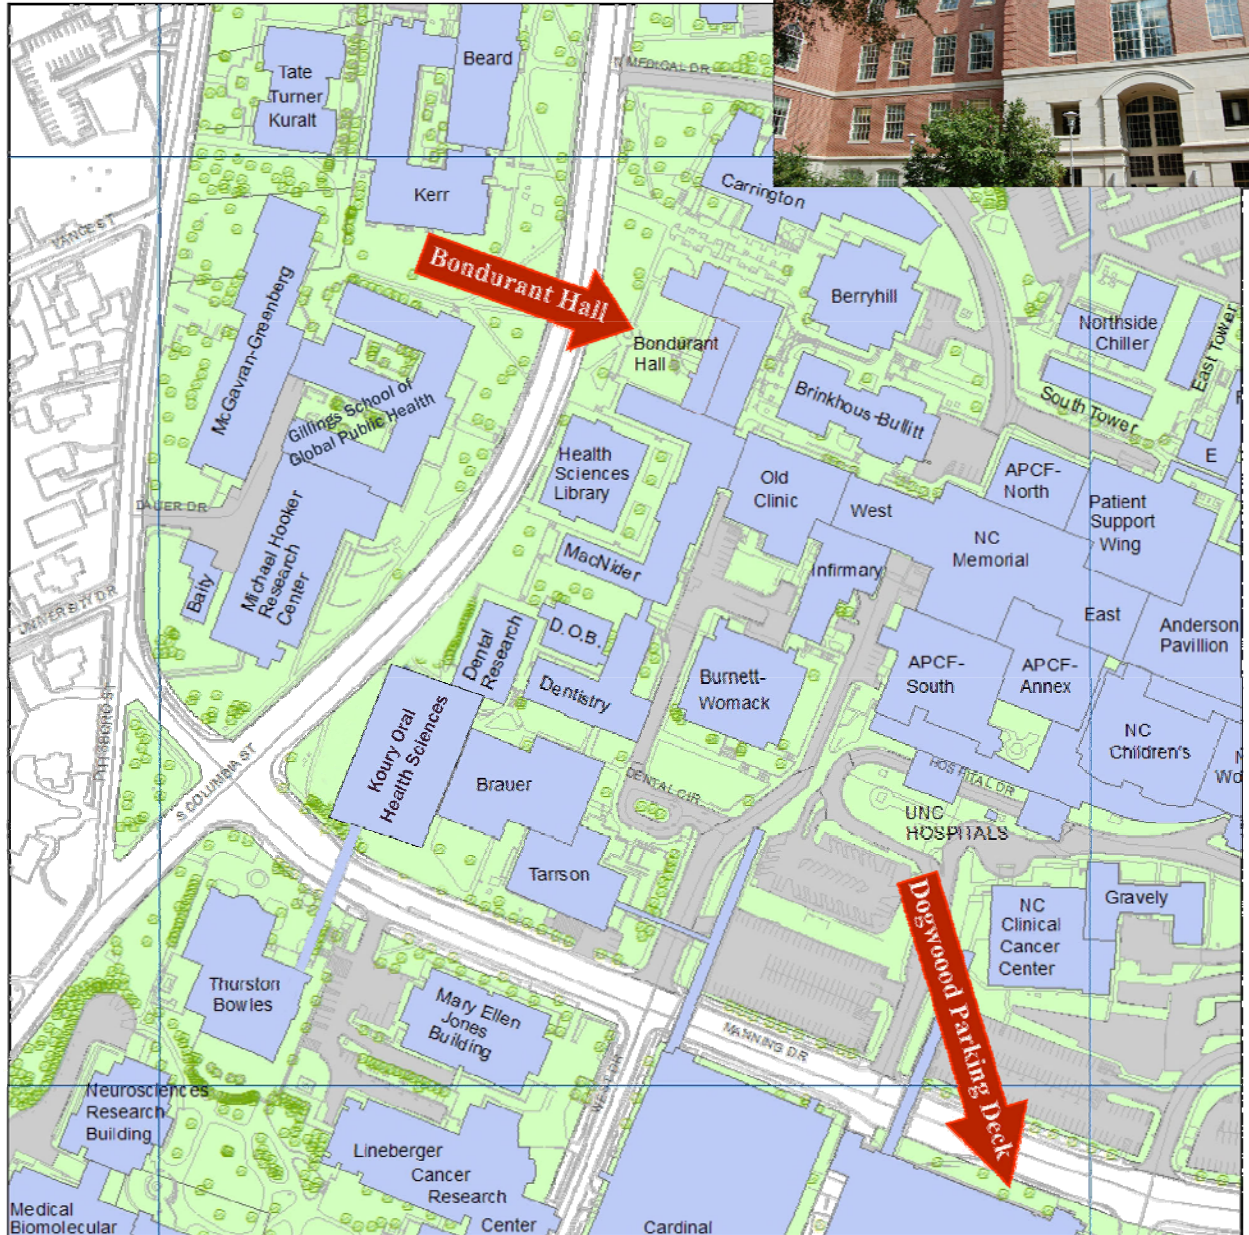 Beard
Tate
Turner
Kuralt
MEDICAL DR
Kerr
Carrington
VANCE ST
Bondurant Hall
Berryhill
McGavran-Greenberg
Northside
Chiller
East Tower
Bondurant
Hall
Gillings School of
Global Public Health
Brinkhous-Bullitt
South Tower
E
Health
Sciences
Library
Old
Clinic
West
APCF-
North
Patient
Support
Wing
DAUER DR
NC
Memorial
MacNider
Infirmary
Baity
Michael Hooker
Research
Center
UNIVERSITY DR
D.O.B.
Dental
Research
Dentistry
East
Anderson
Pavillion
Burnett-
Womack
APCF-
South
APCF-
Annex
PITTSBORO ST
Koury Oral
Health Sciences
NC
Children's
S COLUMBIA ST
Brauer
DENTAL CIR
HOSPITAL DR
UNC
HOSPITALS
Tarrson
Dogwoood Parking Deck
NC
Clinical
Cancer
Center
Gravely
Thurston
Bowles
Mary Ellen
Jones
Building
MANNING DR
WEST DR
Neurosciences
Research
Building
Lineberger
Cancer
Research
Center
Medical
Biomolecular
Cardinal